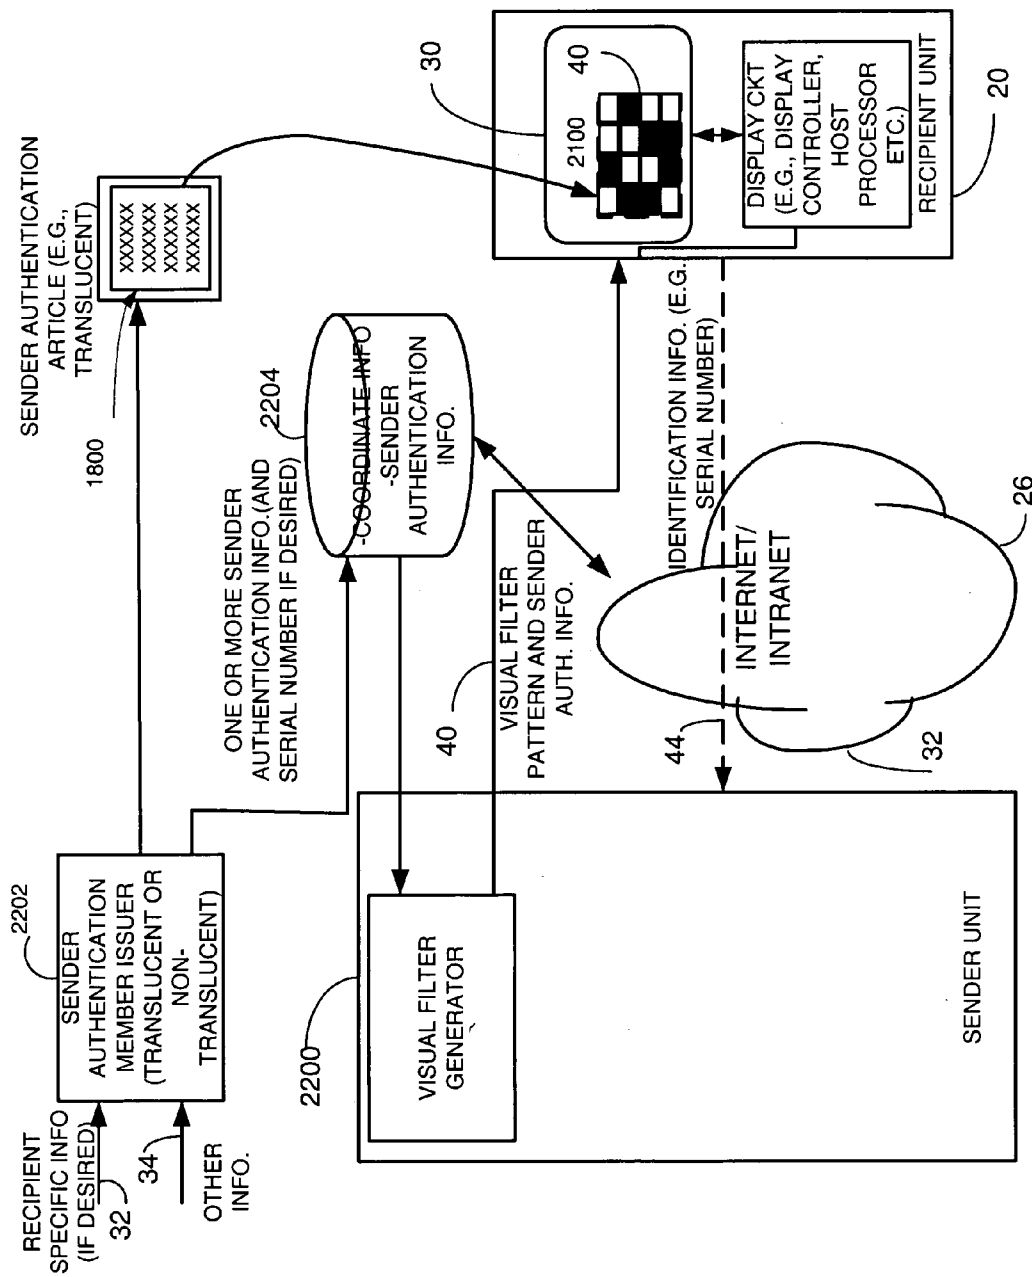 RECIPIENT
SPECIFIC INFO
(IF DESIRED)
32
34
OTHER
INFO.
2202
SENDER
AUTHENTICATION
MEMBER ISSUER
(TRANSLUCENT OR
NON-
TRANSLUCENT)
SENDER AUTHENTICATION
ARTICLE (E.G.,
TRANSLUCENT)
1800
XXXXXX
XXXXXX
XXXXXX
XXXXXX
ONE OR MORE SENDER
AUTHENTICATION INFO.(AND
SERIAL NUMBER IF DESIRED)
2204
-COORDINATE INFO
-SENDER
AUTHENTICATION
INFO.
2200
VISUAL FILTER
GENERATOR
SENDER UNIT
40
VISUAL FILTER
PATTERN AND SENDER
AUTH. INFO.
30
2100
40
DISPLAY CKT
(E.G., DISPLAY
CONTROLLER,
HOST
PROCESSOR
ETC.)
RECIPIENT UNIT
20
IDENTIFICATION INFO. (E.G.
SERIAL NUMBER)
44
INTERNET/
INTRANET
32
26